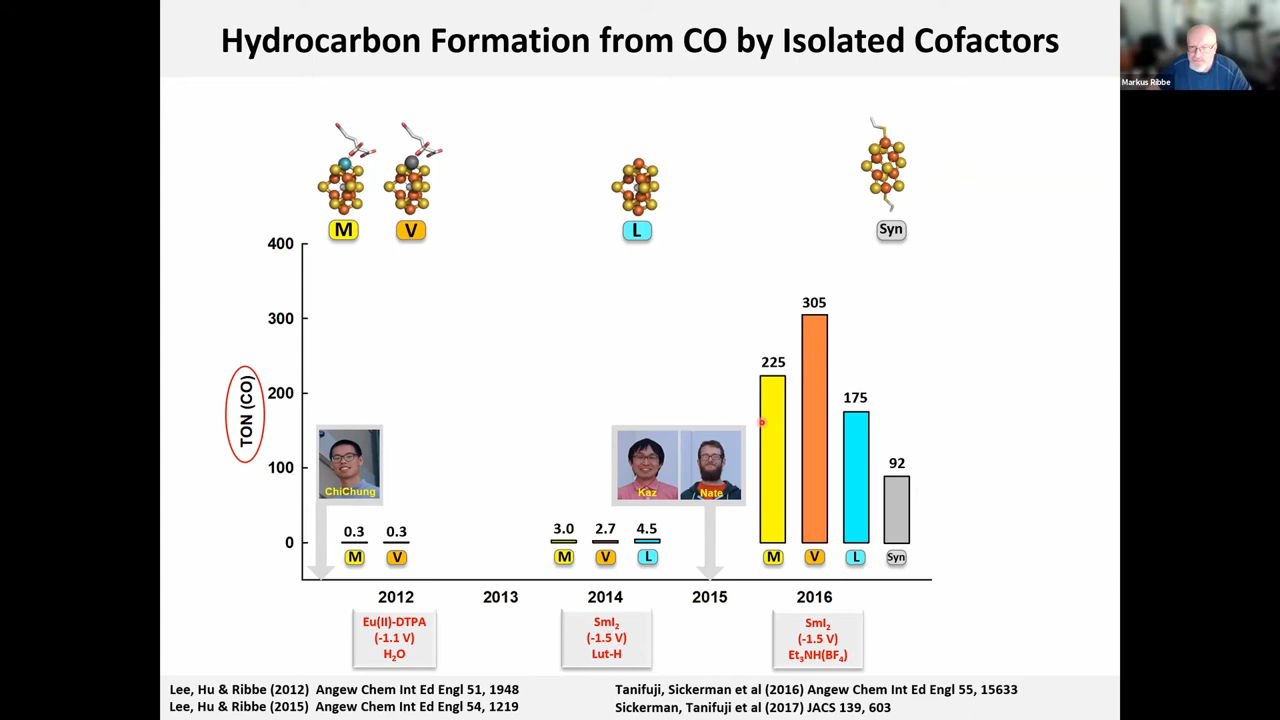 Hydrocarbon Formation from CO by Isolated Cofactors
Markus Ribbe
M V L Syn
400
300
200
100
0
TON (CO)
ChiChung
Kaz Nate
0.3 0.3
3.0 2.7 4.5
225 305 175 92
M V M V L M V L Syn
2012 2013 2014 2015 2016
Eu(II)-DTPA
(-1.1 V)
H₂O
SmI₂
(-1.5 V)
Lut-H
SmI₂
(-1.5 V)
Et₃NH(BF₄)
Lee, Hu & Ribbe (2012) Angew Chem Int Ed Engl 51, 1948
Lee, Hu & Ribbe (2015) Angew Chem Int Ed Engl 54, 1219
Tanifuji, Sickerman et al (2016) Angew Chem Int Ed Engl 55, 15633
Sickerman, Tanifuji et al (2017) JACS 139, 603